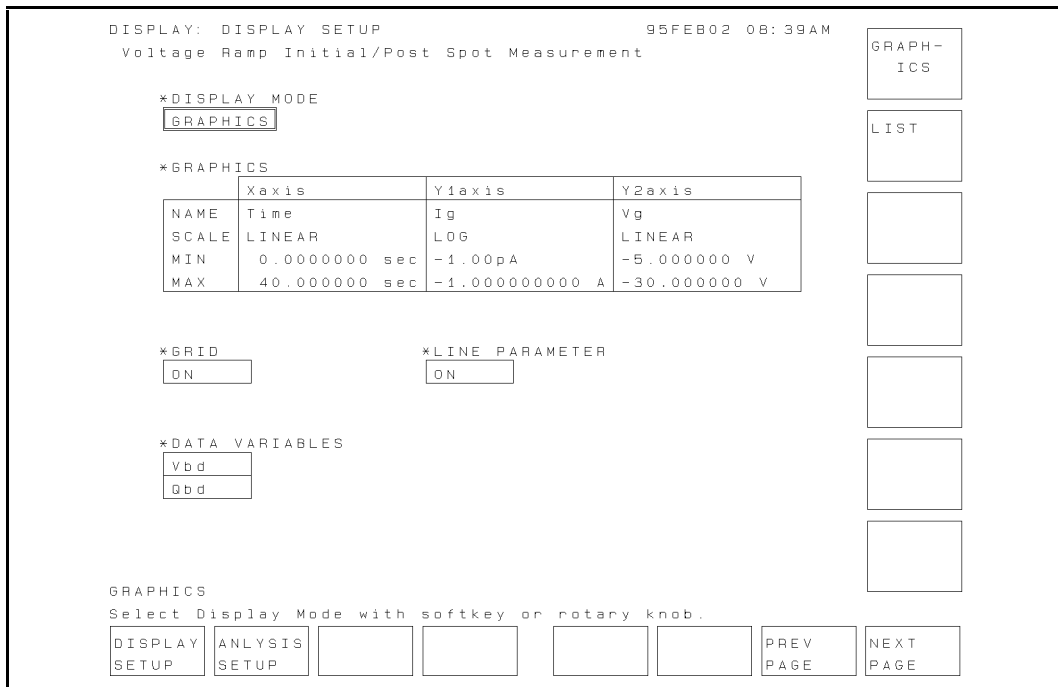 DISPLAY: DISPLAY SETUP 95FEB02 08:39AM
Voltage Ramp Initial/Post Spot Measurement
GRAPH-
ICS
LIST
*DISPLAY MODE
GRAPHICS
*GRAPHICS
Xaxis Y1axis Y2axis
NAME Time Ig Vg
SCALE LINEAR LOG LINEAR
MIN 0.0000000 sec -1.00pA -5.000000 V
MAX 40.000000 sec -1.000000000 A -30.000000 V
*GRID *LINE PARAMETER
ON ON
*DATA VARIABLES
Vbd
Qbd
GRAPHICS
Select Display Mode with softkey or rotary knob.
DISPLAY ANLYSIS PREV NEXT
SETUP SETUP PAGE PAGE